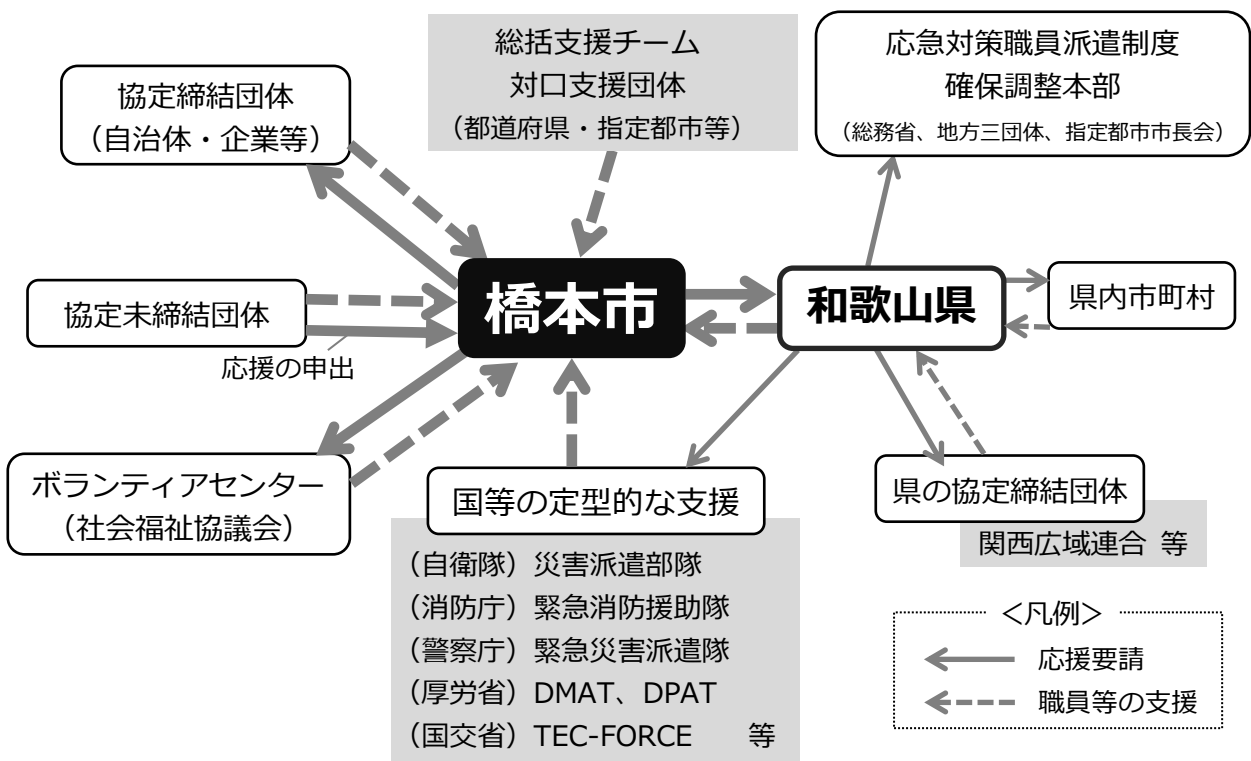 総括支援チーム
対口支援団体
（都道府県・指定都市等）
応急対策職員派遣制度
確保調整本部
（総務省、地方三団体、指定都市市長会）
協定締結団体
（自治体・企業等）
橋本市
和歌山県
県内市町村
協定未締結団体
応援の申出
ボランティアセンター
（社会福祉協議会）
国等の定型的な支援
（自衛隊）災害派遣部隊
（消防庁）緊急消防援助隊
（警察庁）緊急災害派遣隊
（厚労省）DMAT、DPAT
（国交省）TEC-FORCE　等
県の協定締結団体
関西広域連合 等
＜凡例＞
応援要請
職員等の支援